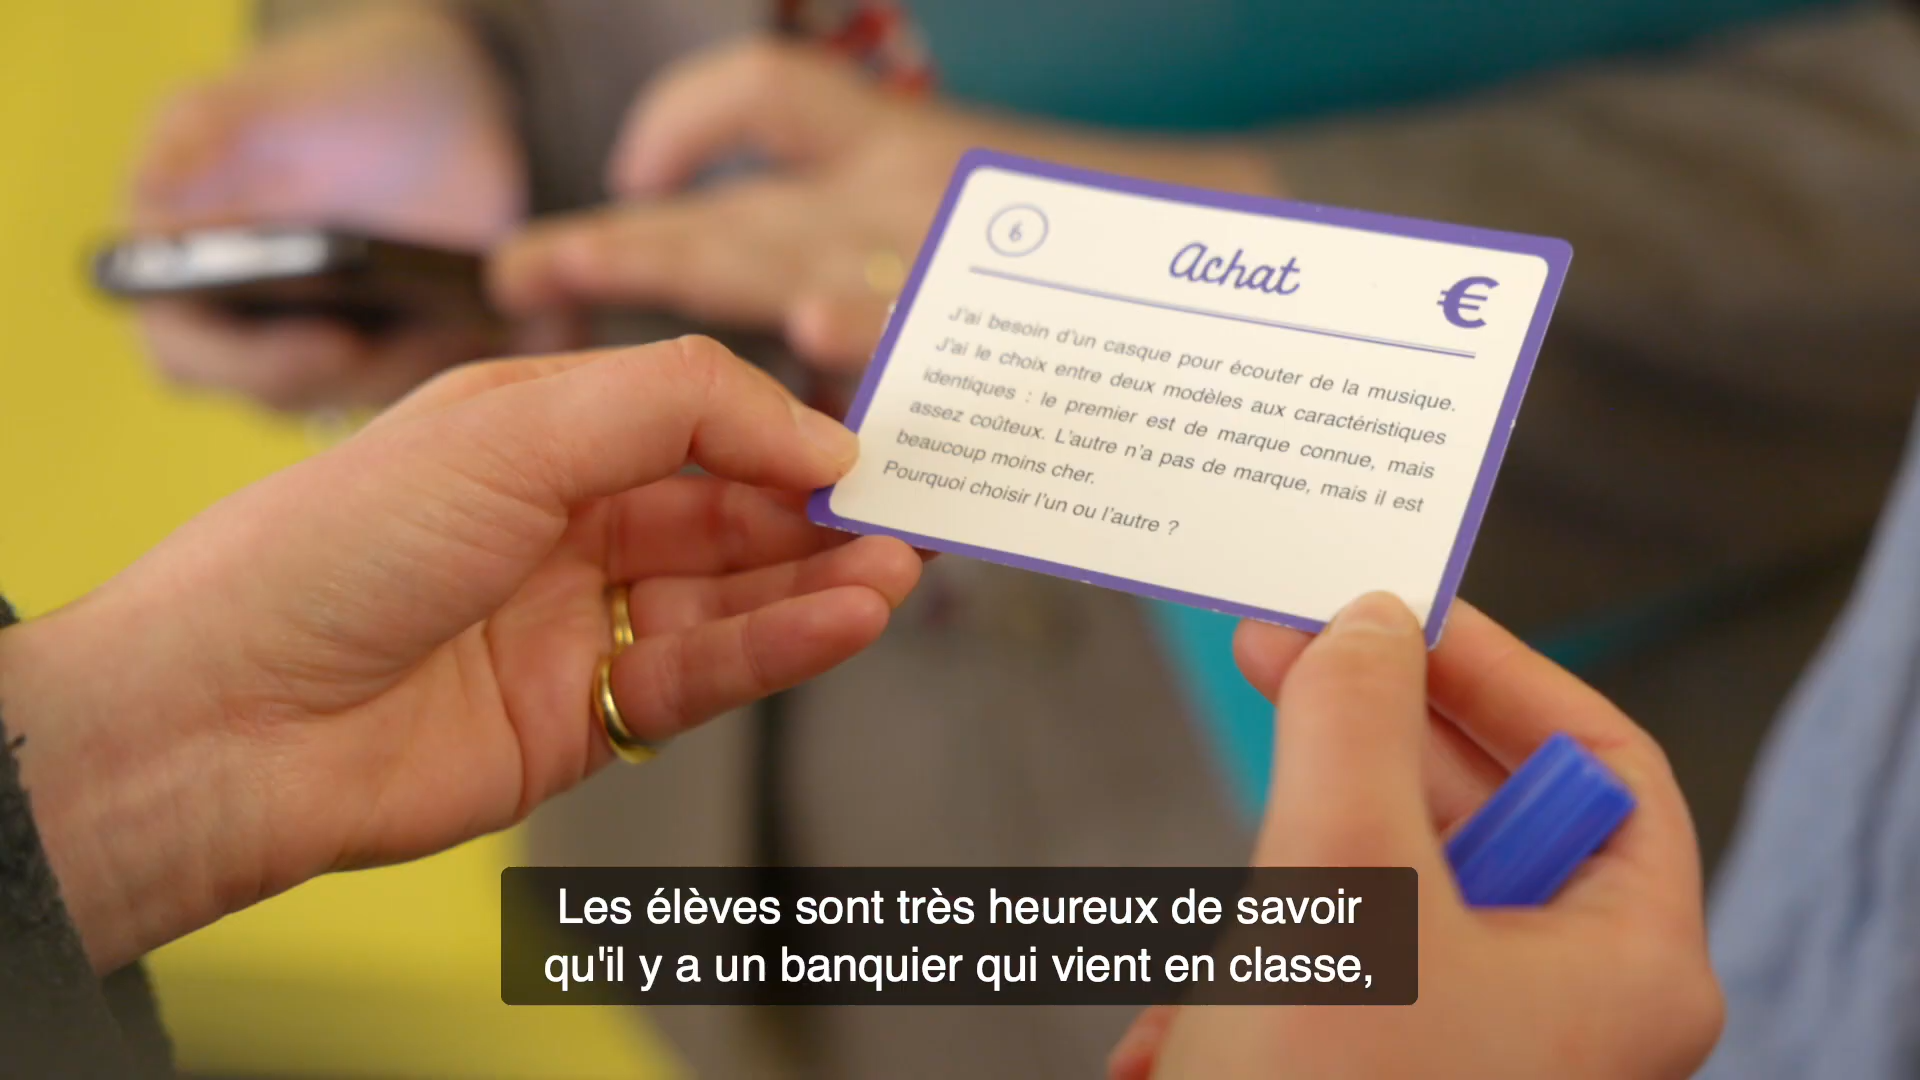 6
Achat
€
J'ai besoin d'un casque pour écouter de la musique.
J'ai le choix entre deux modèles aux caractéristiques
identiques : le premier est de marque connue, mais
assez coûteux. L'autre n'a pas de marque, mais il est
beaucoup moins cher.
Pourquoi choisir l'un ou l'autre ?
Les élèves sont très heureux de savoir
qu'il y a un banquier qui vient en classe,